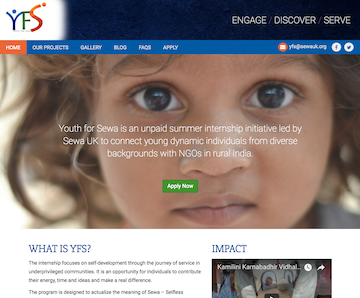 YFS
ENGAGE / DISCOVER / SERVE
HOME OUR PROJECTS GALLERY BLOG FAQS APPLY yfs@sewauk.org
Youth for Sewa is an unpaid summer internship initiative led by
Sewa UK to connect young dynamic individuals from diverse
backgrounds with NGOs in rural India.
Apply Now
WHAT IS YFS?
The internship focuses on self-development through the journey of service in
underprivileged communities. It is an opportunity for individuals to contribute
their energy, time and ideas and make a real difference.
The program is designed to actualize the meaning of Sewa – Selfless
IMPACT
Kamilini Karnabadhir Vidhal...